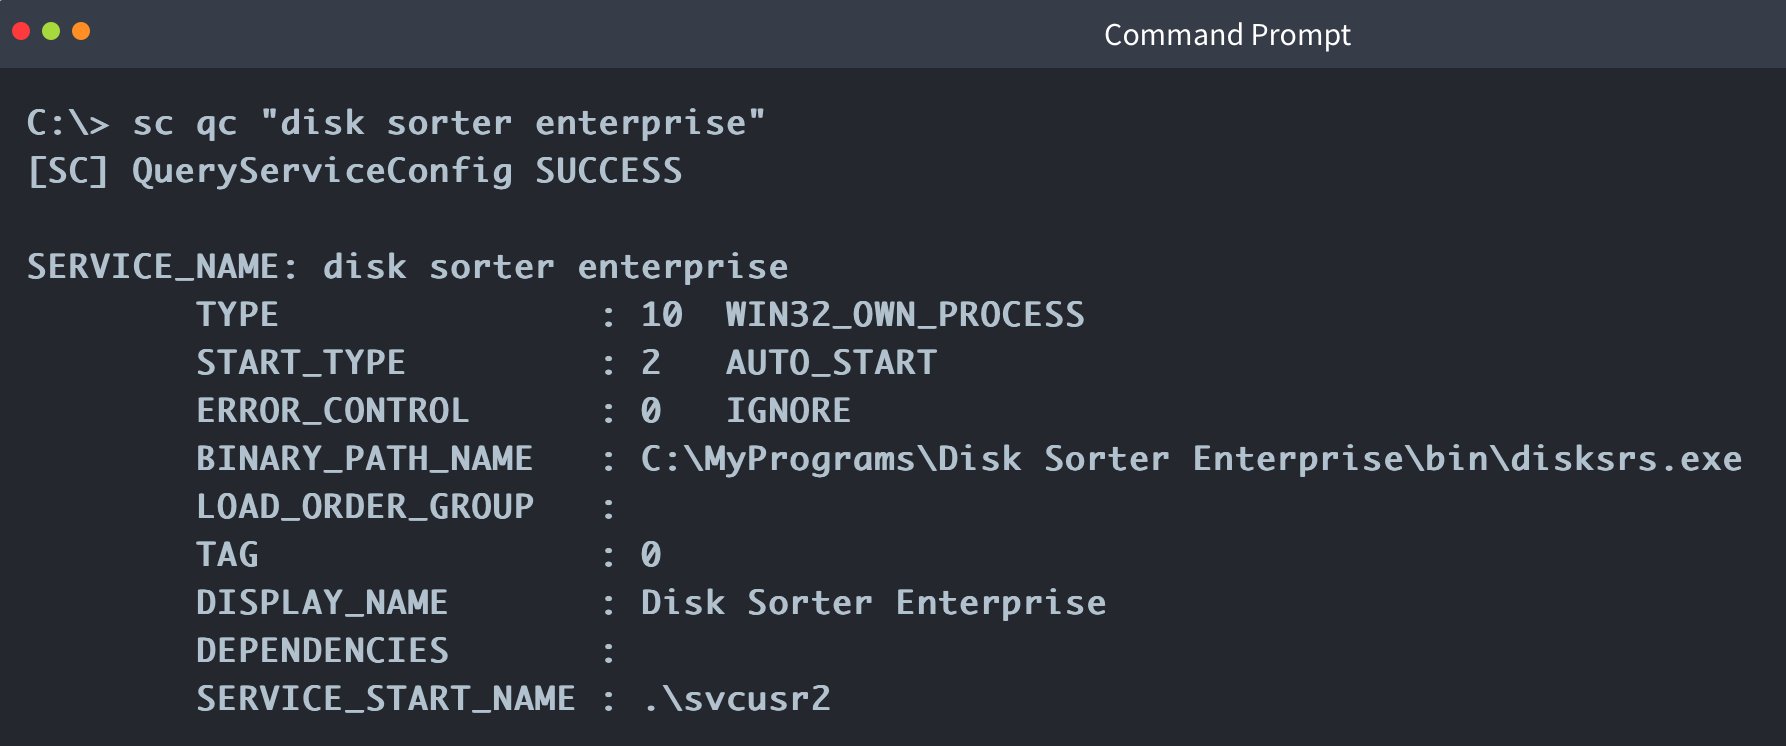 Command Prompt
C:\> sc qc "disk sorter enterprise"
[SC] QueryServiceConfig SUCCESS
SERVICE_NAME: disk sorter enterprise
        TYPE               : 10  WIN32_OWN_PROCESS
        START_TYPE         : 2   AUTO_START
        ERROR_CONTROL      : 0   IGNORE
        BINARY_PATH_NAME   : C:\MyPrograms\Disk Sorter Enterprise\bin\disksrs.exe
        LOAD_ORDER_GROUP   :
        TAG                : 0
        DISPLAY_NAME       : Disk Sorter Enterprise
        DEPENDENCIES       :
        SERVICE_START_NAME : .\svcusr2